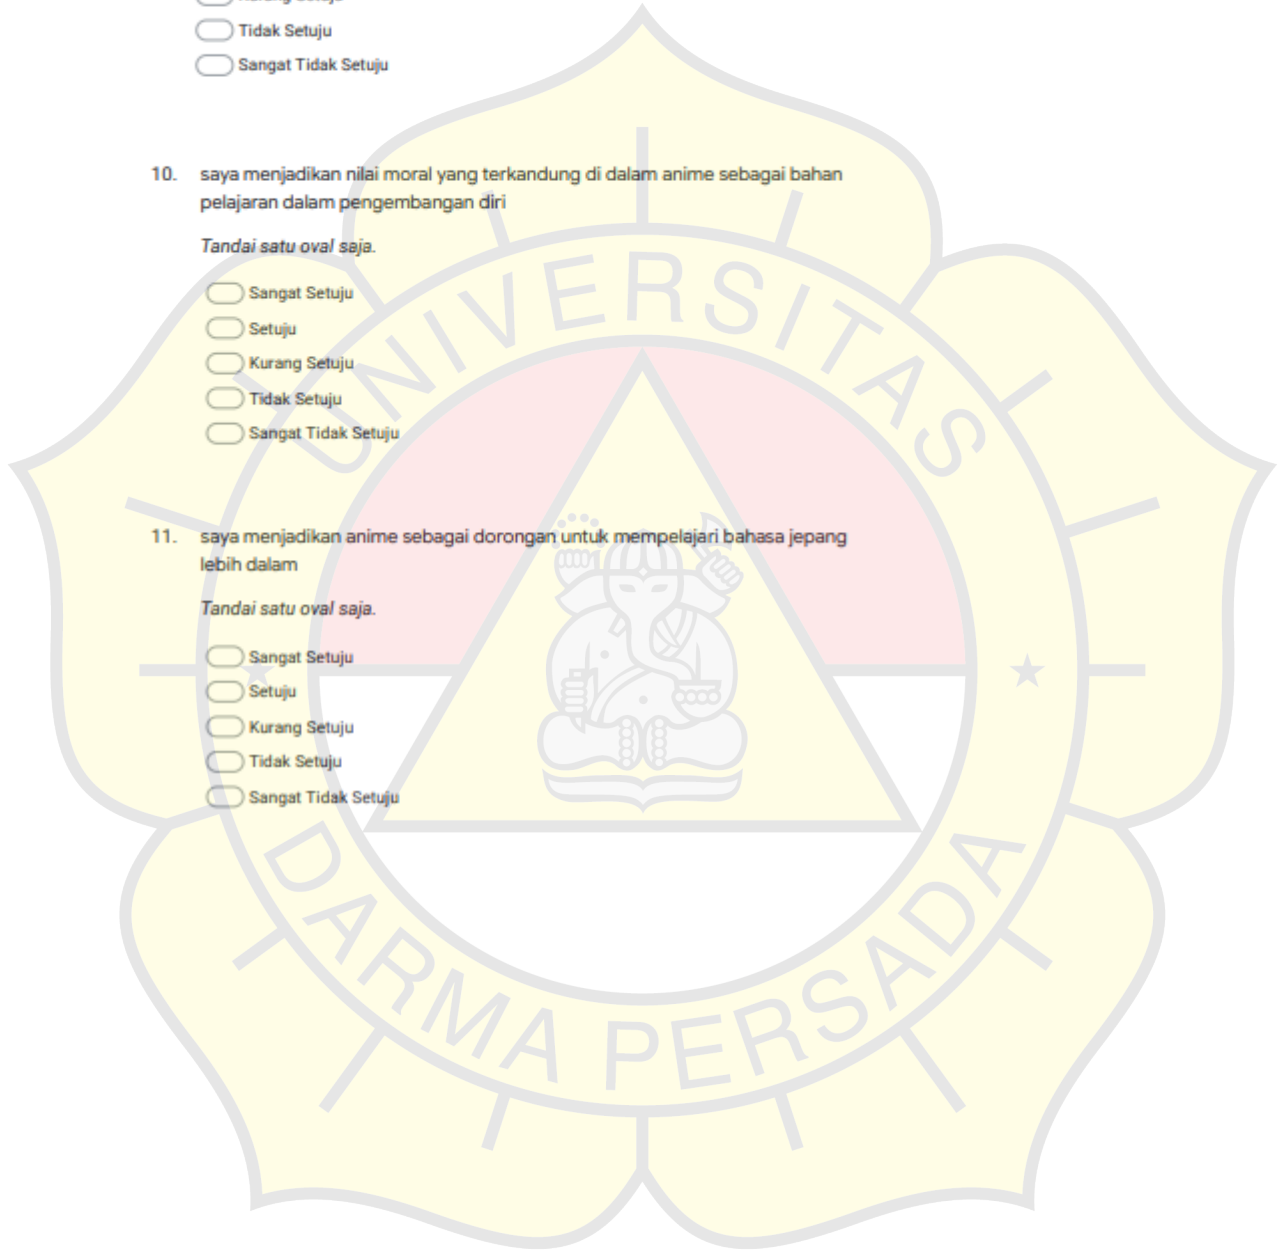 Tidak Setuju
Sangat Tidak Setuju
10. saya menjadikan nilai moral yang terkandung di dalam anime sebagai bahan
pelajaran dalam pengembangan diri
Tandai satu oval saja.
Sangat Setuju
Setuju
Kurang Setuju
Tidak Setuju
Sangat Tidak Setuju
11. saya menjadikan anime sebagai dorongan untuk mempelajari bahasa jepang
lebih dalam
Tandai satu oval saja.
Sangat Setuju
Setuju
Kurang Setuju
Tidak Setuju
Sangat Tidak Setuju
UNIVERSITAS
DARMA PERSADA